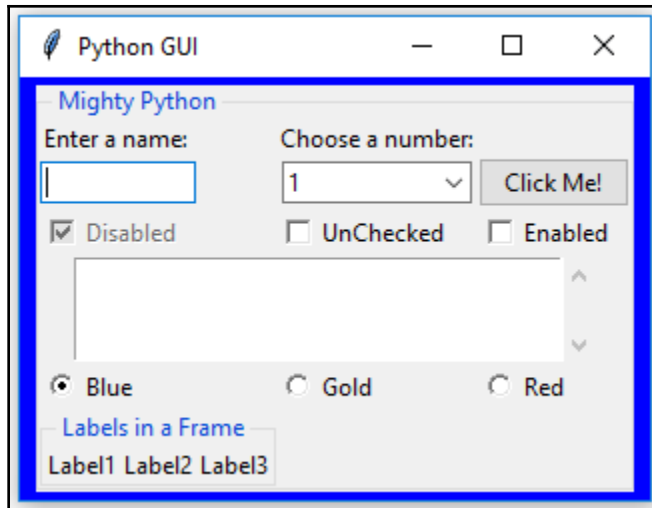 Python GUI
Mighty Python
Enter a name: Choose a number:
1 Click Me!
Disabled UnChecked Enabled
Blue Gold Red
Labels in a Frame
Label1 Label2 Label3